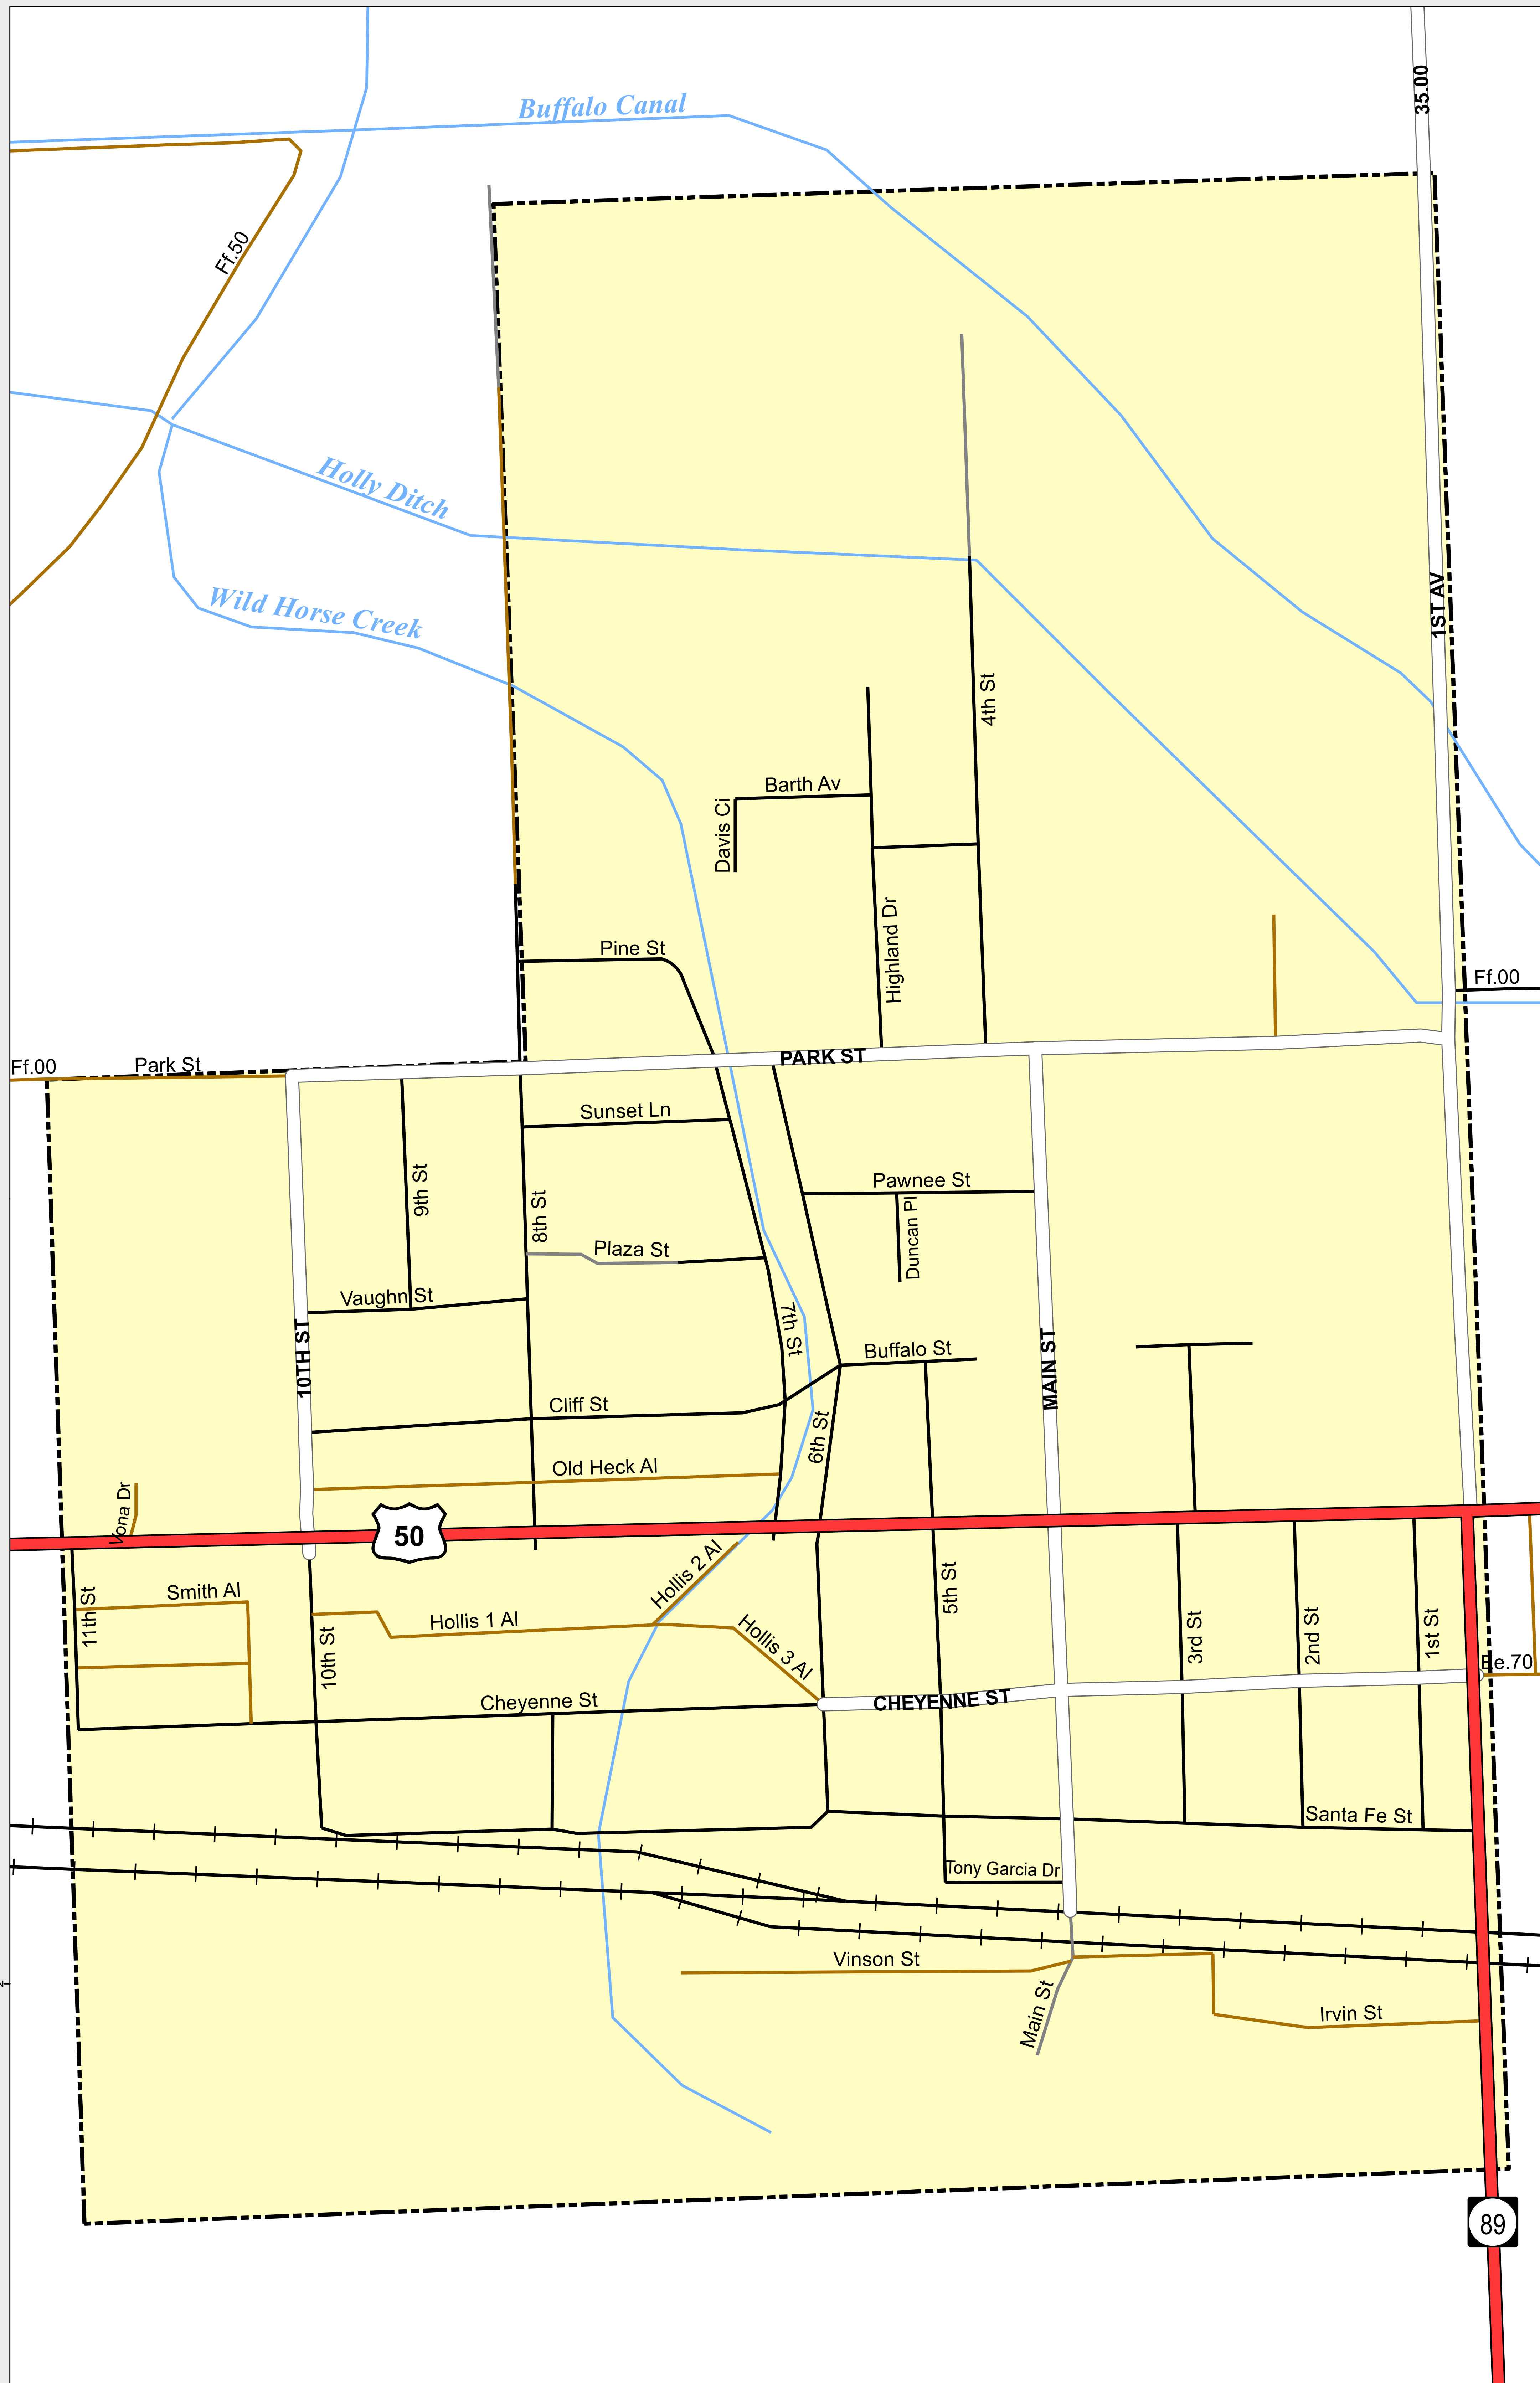 35.00
Buffalo Canal
Ff.50
Holly Ditch
Wild Horse Creek
1ST AV
4th St
Barth Av
Davis Ci
Highland Dr
Pine St
Ff.00
Ff.00
Park St
PARK ST
Sunset Ln
9th St
8th St
Pawnee St
Duncan Pl
Plaza St
Vaughn St
7th St
10TH ST
MAIN ST
Buffalo St
Cliff St
6th St
Old Heck Al
Vona Dr
50
Hollis 2 Al
5th St
Smith Al
11th St
Hollis 1 Al
Hollis 3 Al
10th St
3rd St
2nd St
1st St
Ee.70
Cheyenne St
CHEYENNE ST
Santa Fe St
Tony Garcia Dr
Vinson St
Main St
Irvin St
89